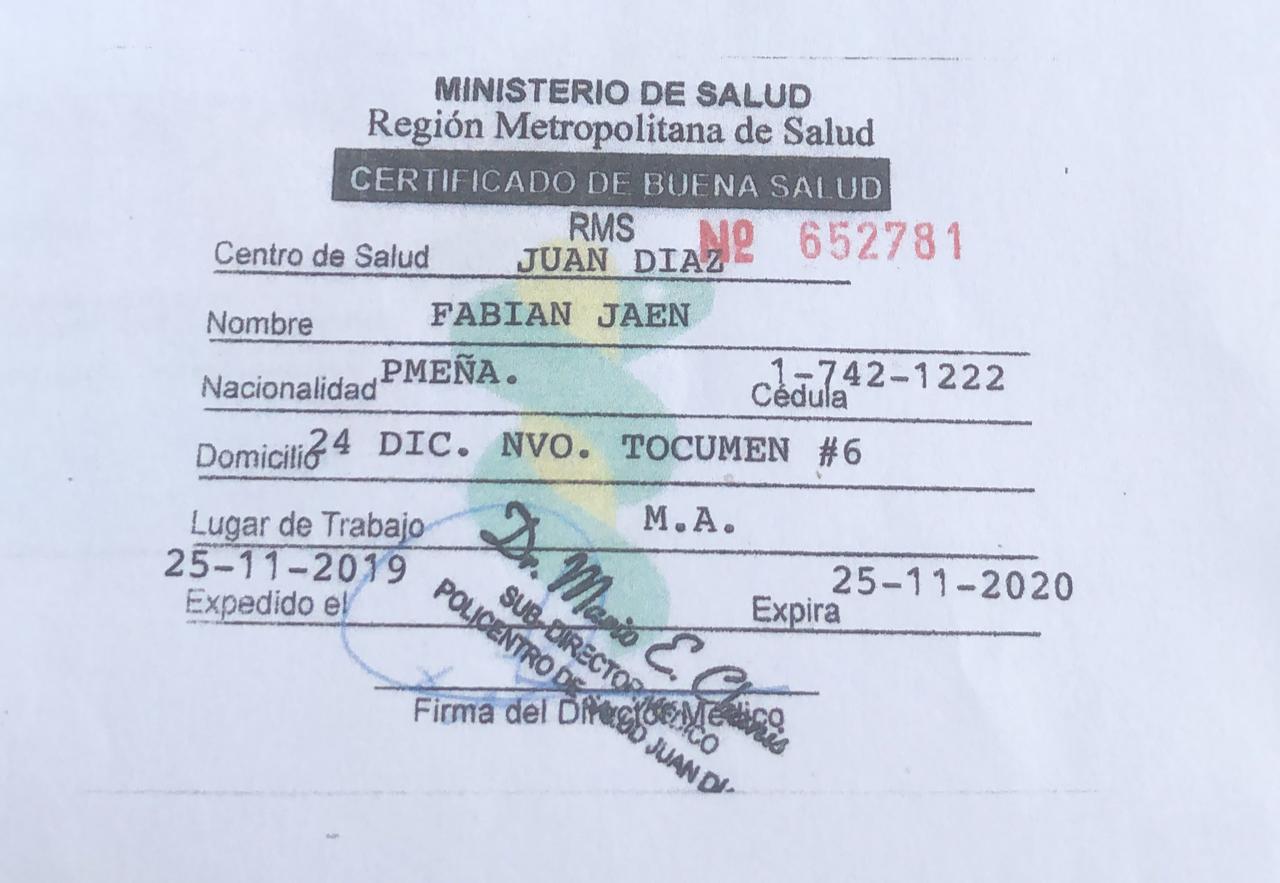 MINISTERIO DE SALUD
Región Metropolitana de Salud
CERTIFICADO DE BUENA SALUD
RMS
Nº 652781
Centro de Salud JUAN DIAZ
Nombre FABIAN JAEN
Nacionalidad PMEÑA. Cédula 1-742-1222
Domicilio 24 DIC. NVO. TOCUMEN #6
Lugar de Trabajo M.A.
25-11-2019 25-11-2020
Expedido el Expira
Dr. Mario E. Chanis
SUB-DIRECTOR MEDICO
POLICENTRO DE SALUD JUAN DI
Firma del Director Médico